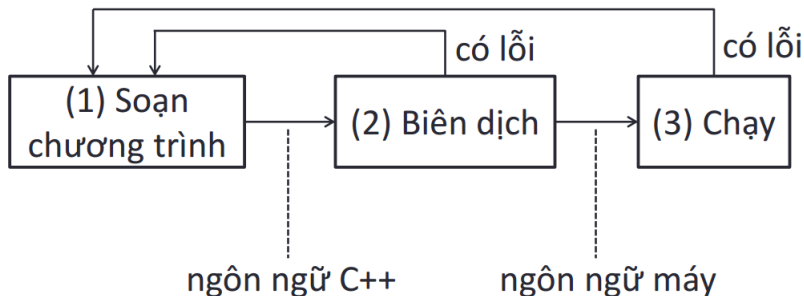 có lỗi
có lỗi
(1) Soạn
chương trình
(2) Biên dịch
(3) Chạy
ngôn ngữ C++
ngôn ngữ máy